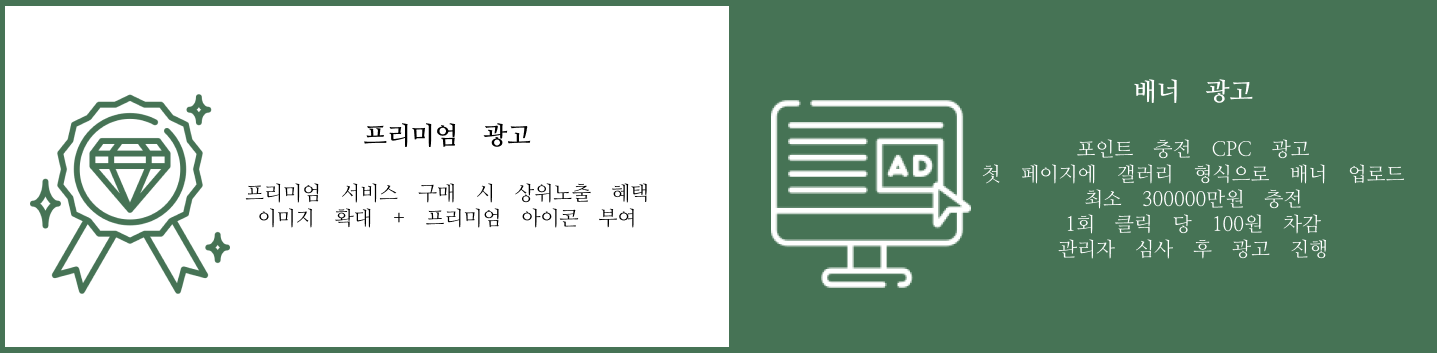 프리미엄 광고
프리미엄 서비스 구매 시 상위노출 혜택
이미지 확대 + 프리미엄 아이콘 부여
배너 광고
포인트 충전 CPC 광고
첫 페이지에 갤러리 형식으로 배너 업로드
최소 300000만원 충전
1회 클릭 당 100원 차감
관리자 심사 후 광고 진행
AD